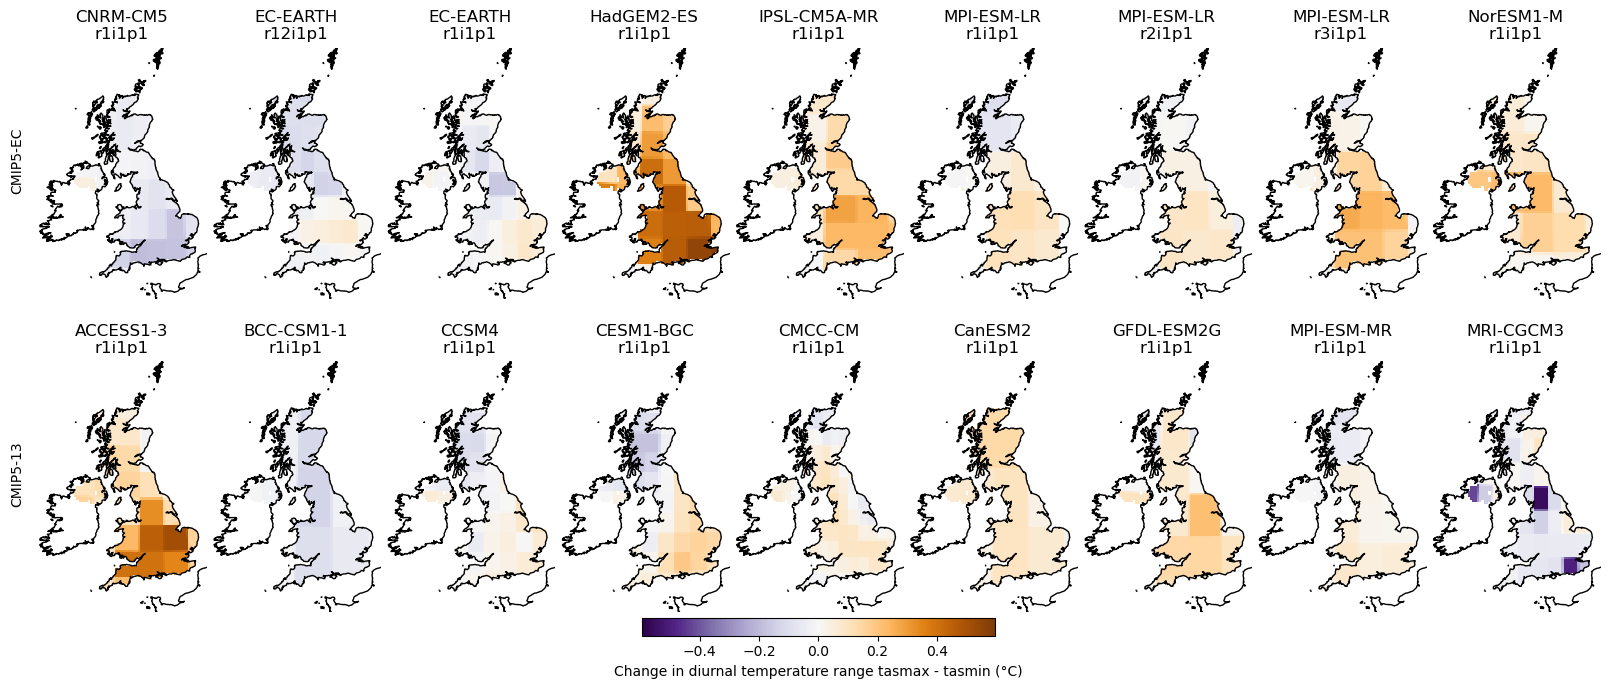 CNRM-CM5
r1i1p1
EC-EARTH
r12i1p1
EC-EARTH
r1i1p1
HadGEM2-ES
r1i1p1
IPSL-CM5A-MR
r1i1p1
MPI-ESM-LR
r1i1p1
MPI-ESM-LR
r2i1p1
MPI-ESM-LR
r3i1p1
NorESM1-M
r1i1p1
CMIP5-EC
ACCESS1-3
r1i1p1
BCC-CSM1-1
r1i1p1
CCSM4
r1i1p1
CESM1-BGC
r1i1p1
CMCC-CM
r1i1p1
CanESM2
r1i1p1
GFDL-ESM2G
r1i1p1
MPI-ESM-MR
r1i1p1
MRI-CGCM3
r1i1p1
CMIP5-13
−0.4 −0.2 0.0 0.2 0.4
Change in diurnal temperature range tasmax - tasmin (°C)